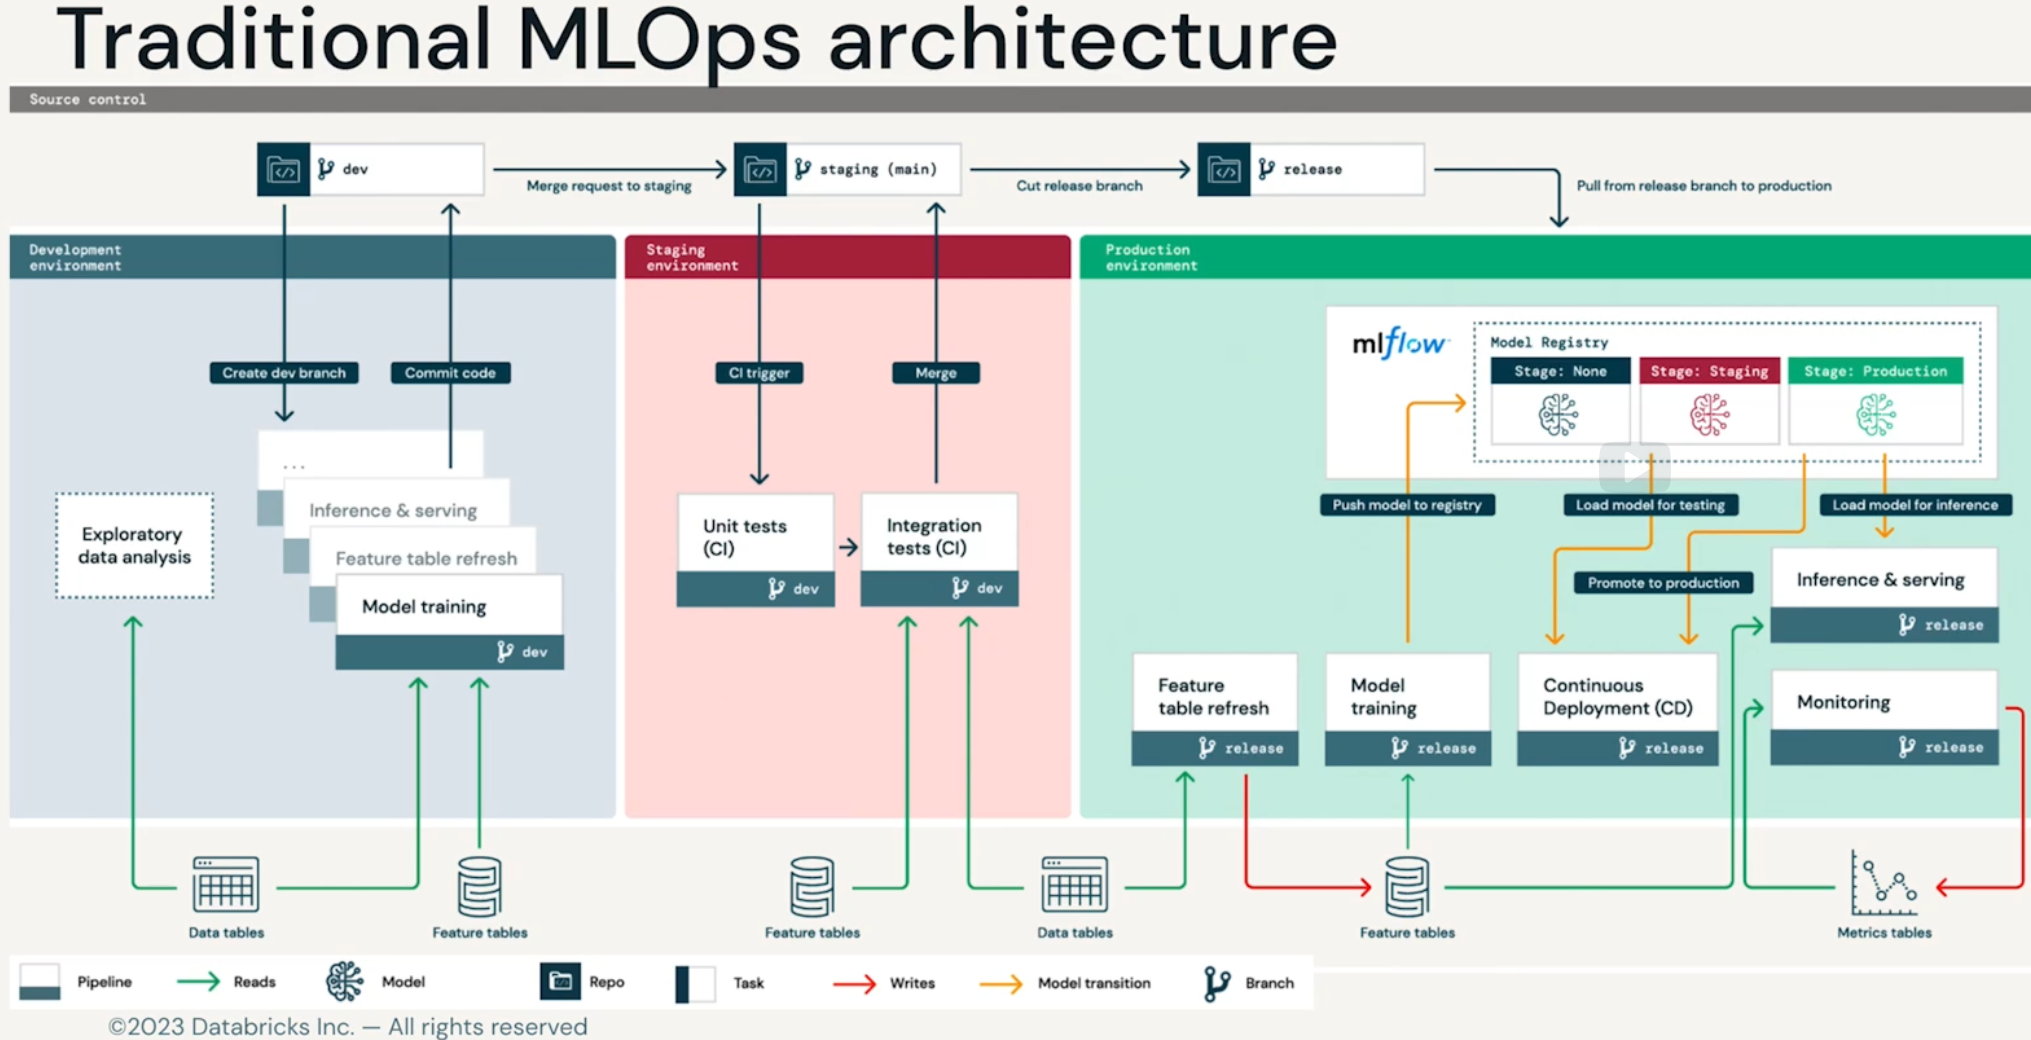 Traditional MLOps architecture
Source control
dev
Merge request to staging
staging (main)
Cut release branch
release
Pull from release branch to production
Development
environment
Create dev branch
Commit code
...
Inference & serving
Feature table refresh
Model training
dev
Exploratory
data analysis
Staging
environment
CI trigger
Merge
Unit tests
(CI)
dev
Integration
tests (CI)
dev
Production
environment
mlflow
Model Registry
Stage: None
Stage: Staging
Stage: Production
Push model to registry
Load model for testing
Load model for inference
Promote to production
Inference & serving
release
Feature
table refresh
release
Model
training
release
Continuous
Deployment (CD)
release
Monitoring
release
Data tables
Feature tables
Feature tables
Data tables
Feature tables
Metrics tables
Pipeline
Reads
Model
Repo
Task
Writes
Model transition
Branch
©2023 Databricks Inc. — All rights reserved